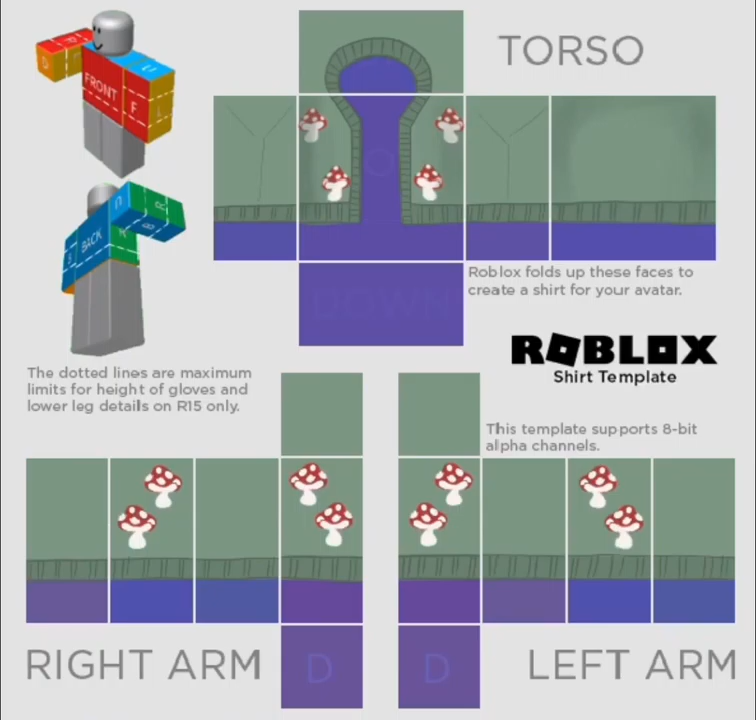 TORSO
FRONT
F
BACK
Roblox folds up these faces to
create a shirt for your avatar.
DOWN
ROBLOX
Shirt Template
The dotted lines are maximum
limits for height of gloves and
lower leg details on R15 only.
This template supports 8-bit
alpha channels.
RIGHT ARM
D
D
LEFT ARM